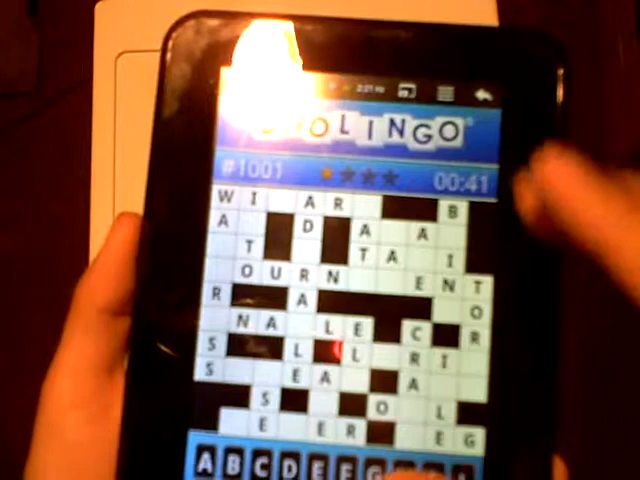 OLINGO
#1001 00:41
W I A R B
A D A A
T T A I
O U R N E N T
R A O
N A L E C R
S L L R I
S E A A
S O L
E E R E G
A B C D E F G